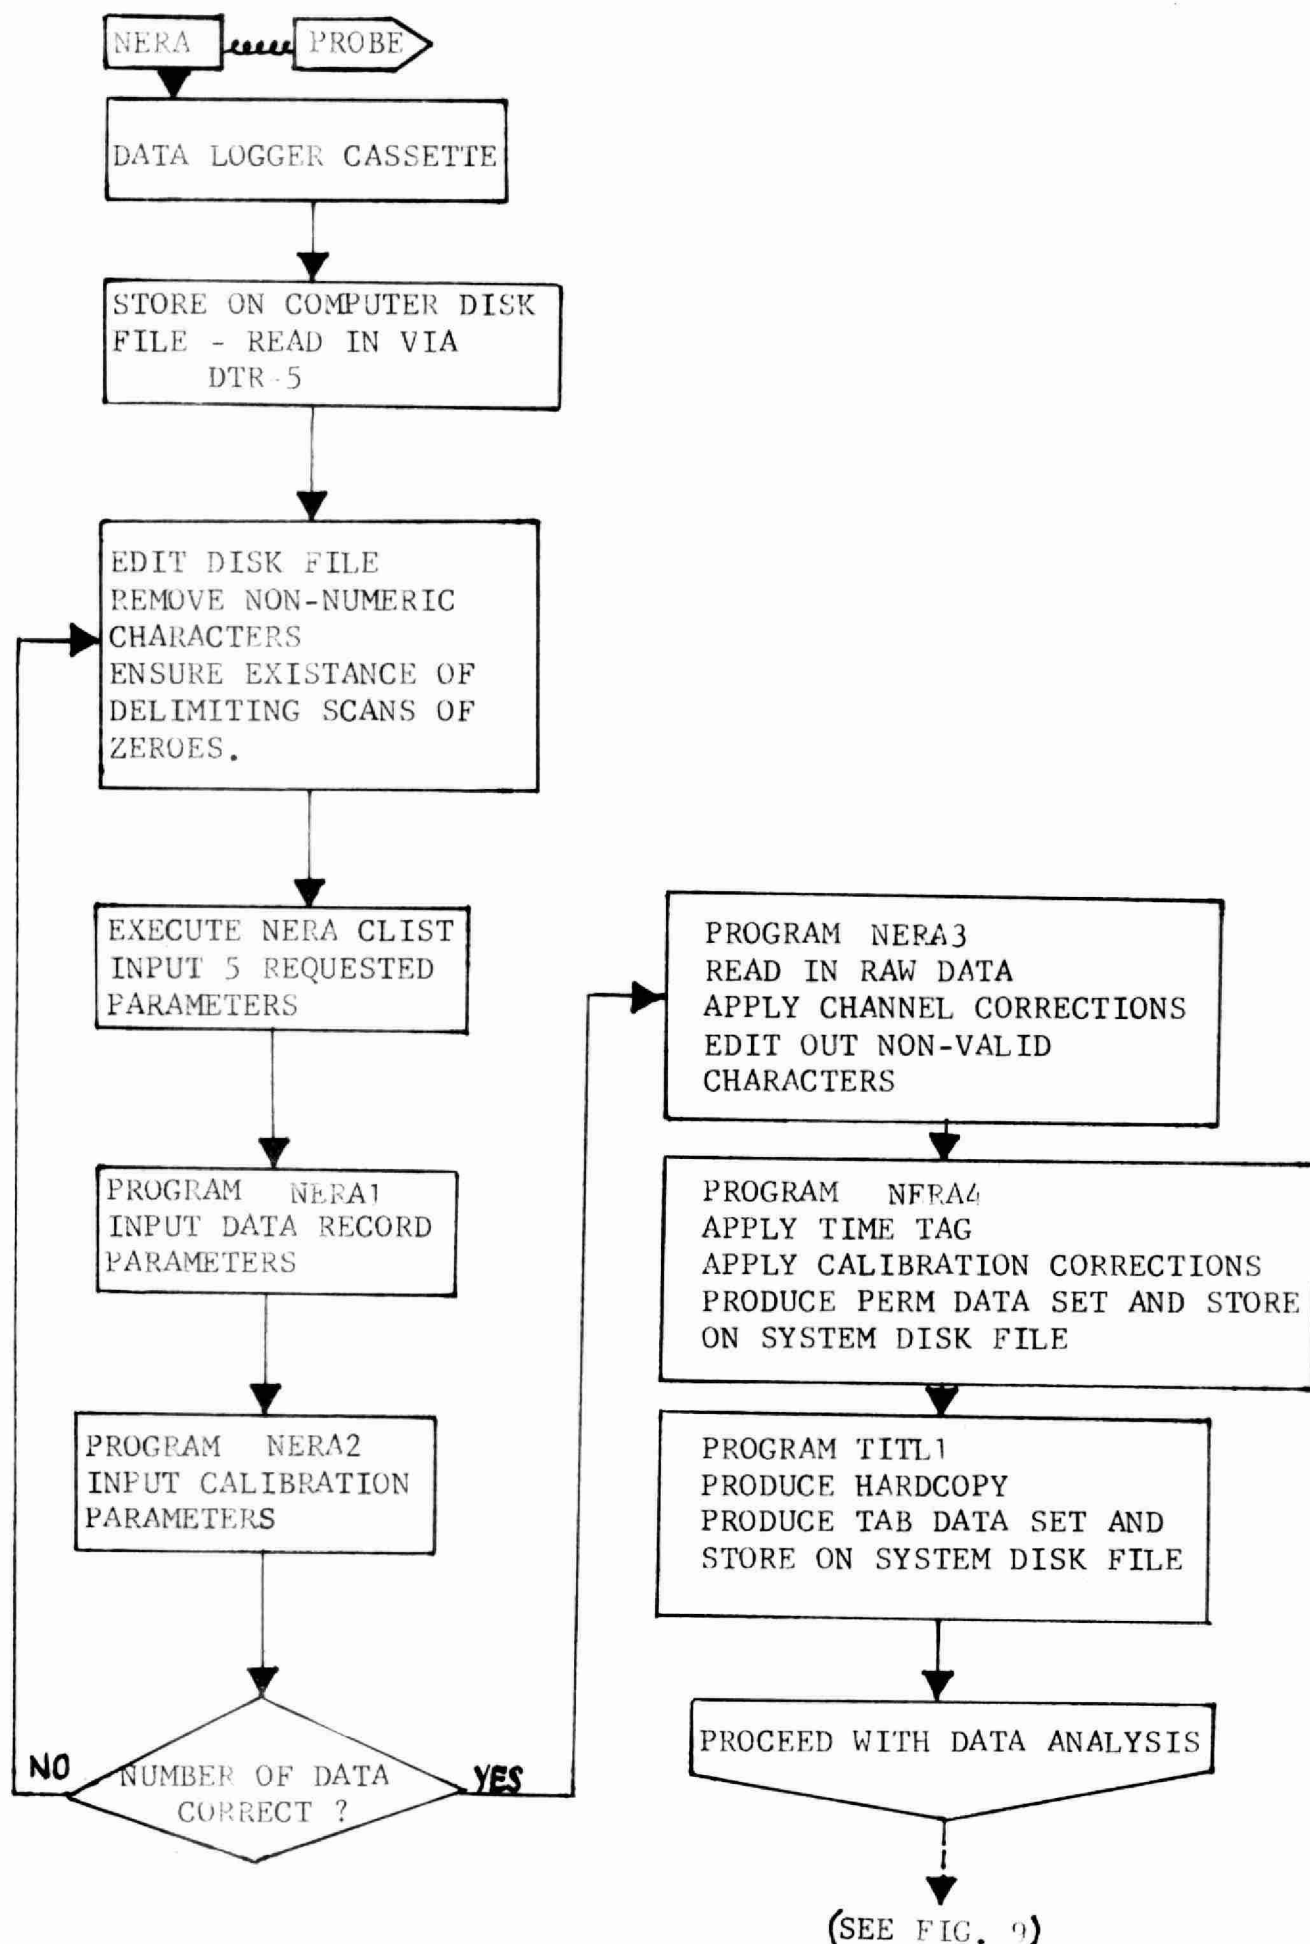 NERA PROBE
DATA LOGGER CASSETTE
STORE ON COMPUTER DISK
FILE - READ IN VIA
DTR-5
EDIT DISK FILE
REMOVE NON-NUMERIC
CHARACTERS
ENSURE EXISTANCE OF
DELIMITING SCANS OF
ZEROES.
EXECUTE NERA CLIST
INPUT 5 REQUESTED
PARAMETERS
PROGRAM NERA1
INPUT DATA RECORD
PARAMETERS
PROGRAM NERA2
INPUT CALIBRATION
PARAMETERS
NO
NUMBER OF DATA
CORRECT ?
YES
PROGRAM NERA3
READ IN RAW DATA
APPLY CHANNEL CORRECTIONS
EDIT OUT NON-VALID
CHARACTERS
PROGRAM NERA4
APPLY TIME TAG
APPLY CALIBRATION CORRECTIONS
PRODUCE PERM DATA SET AND STORE
ON SYSTEM DISK FILE
PROGRAM TITL1
PRODUCE HARDCOPY
PRODUCE TAB DATA SET AND
STORE ON SYSTEM DISK FILE
PROCEED WITH DATA ANALYSIS
(SEE FIG. 9)